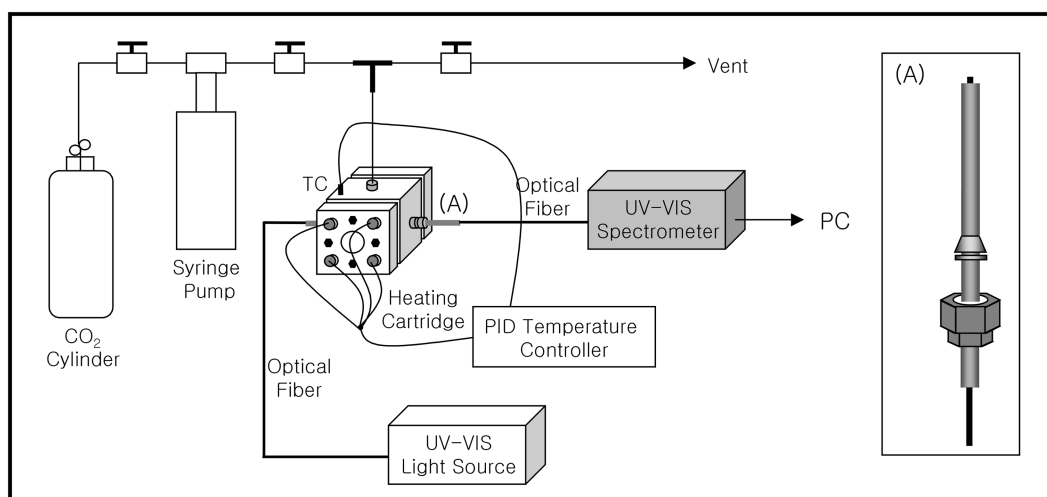 Vent
(A)
TC
(A)
Optical
Fiber
UV-VIS
Spectrometer
PC
Syringe
Pump
Heating
Cartridge
PID Temperature
Controller
CO₂
Cylinder
Optical
Fiber
UV-VIS
Light Source